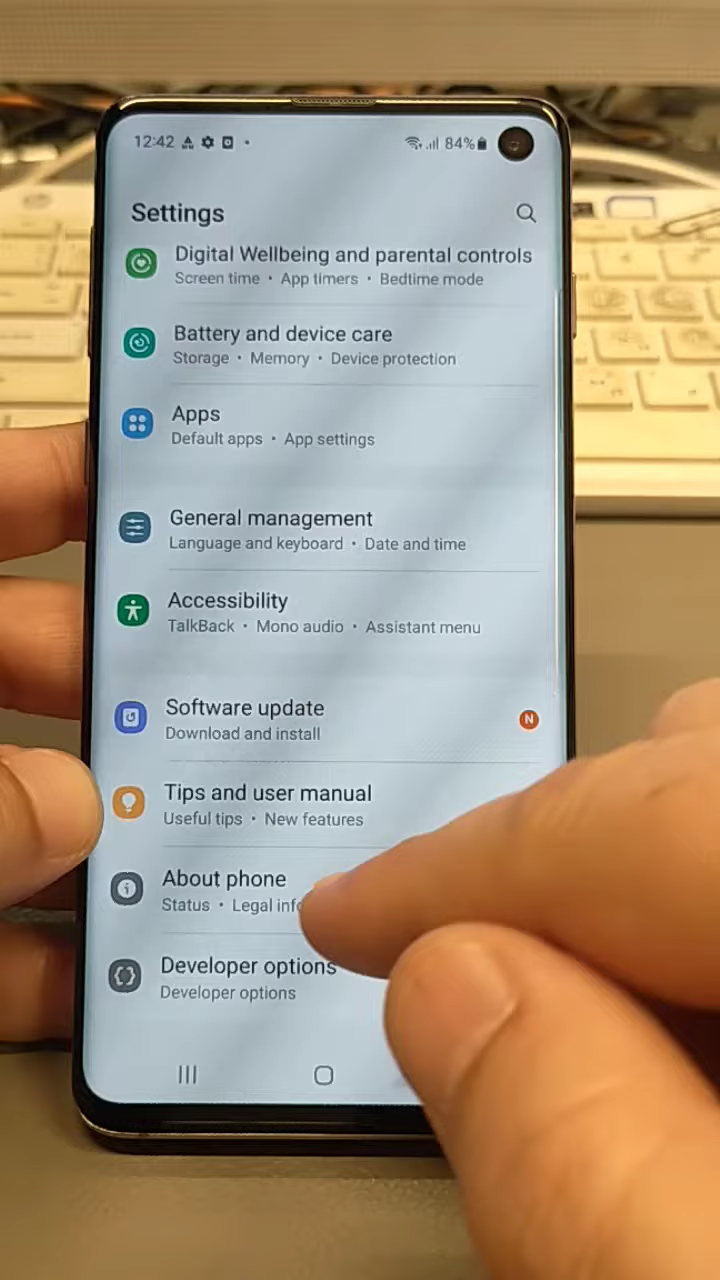 12:42 84%
Settings
Digital Wellbeing and parental controls
Screen time • App timers • Bedtime mode
Battery and device care
Storage • Memory • Device protection
Apps
Default apps • App settings
General management
Language and keyboard • Date and time
Accessibility
TalkBack • Mono audio • Assistant menu
Software update
Download and install
N
Tips and user manual
Useful tips • New features
About phone
Status • Legal info
Developer options
Developer options